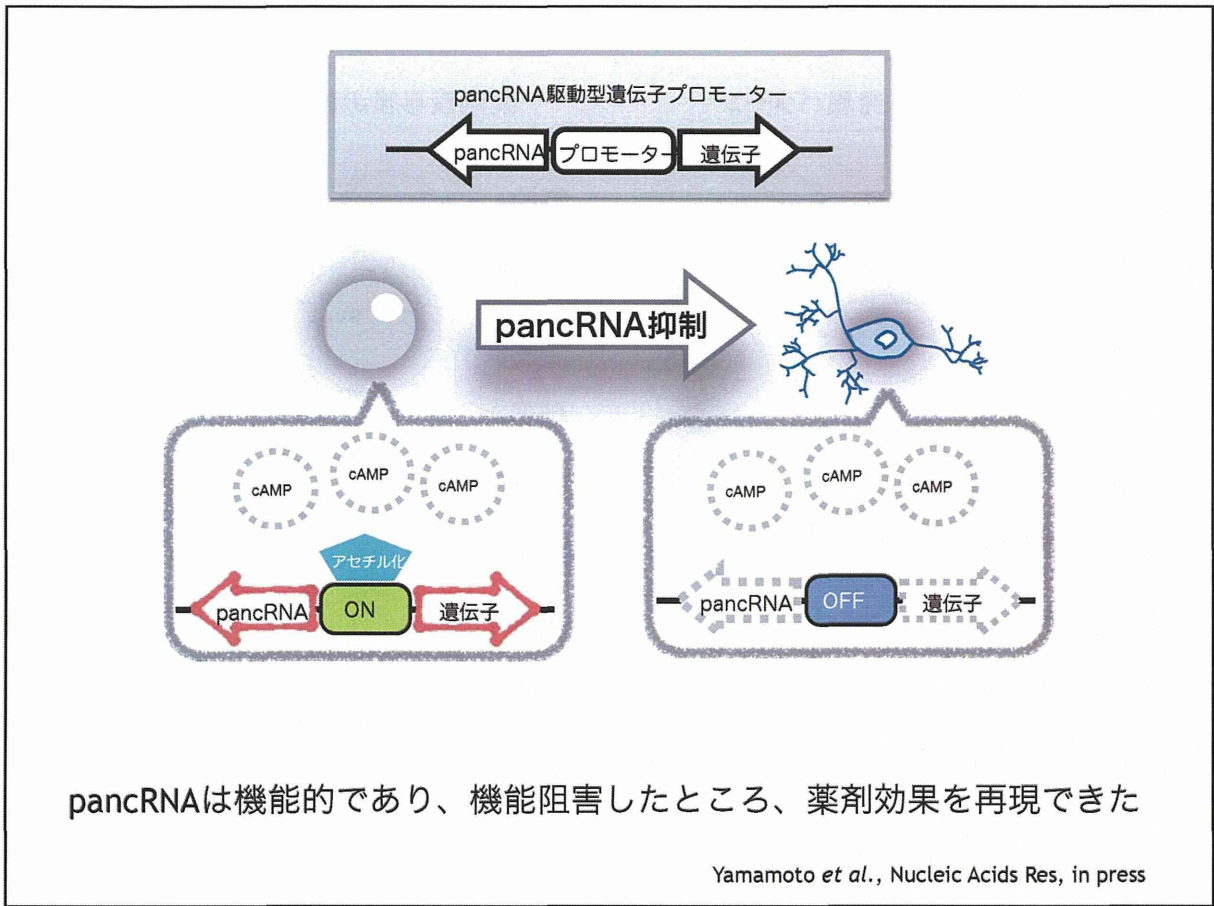 pancRNA駆動型遺伝子プロモーター
pancRNA プロモーター 遺伝子
pancRNA抑制
cAMP cAMP cAMP
アセチル化
pancRNA ON 遺伝子
cAMP cAMP cAMP
pancRNA OFF 遺伝子
pancRNAは機能的であり、機能阻害したところ、薬剤効果を再現できた
Yamamoto et al., Nucleic Acids Res, in press